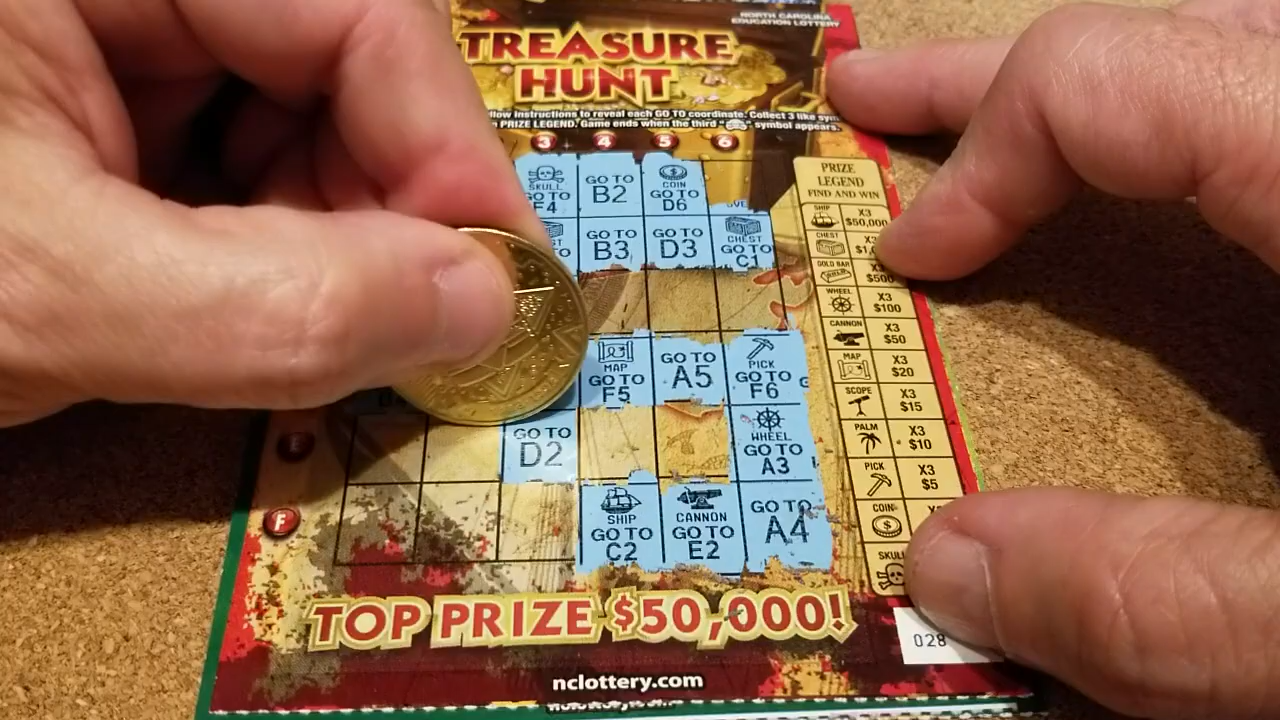 NORTH CAROLINA
EDUCATION LOTTERY
TREASURE
HUNT
instructions to reveal each GO TO coordinate. Collect 3 like
PRIZE LEGEND. Game ends when the third " " symbol appears.
3 4 5 6
SKULL
GO TO
GO TO
B2
COIN
GO TO
D6
GO TO
B3
GO TO
D3
CHEST
GO TO
C1
MAP
GO TO
F5
GO TO
A5
PICK
GO TO
F6
GO TO
D2
WHEEL
GO TO
A3
F
SHIP
GO TO
C2
CANNON
GO TO
E2
GO TO
A4
PRIZE
LEGEND
FIND AND WIN
SHIP X3 $50,000
CHEST X3
GOLD BAR $500
WHEEL X3 $100
CANNON X3 $50
MAP X3 $20
SCOPE X3 $15
PALM X3 $10
PICK X3 $5
COIN
SKULL
TOP PRIZE $50,000!
028
nclottery.com